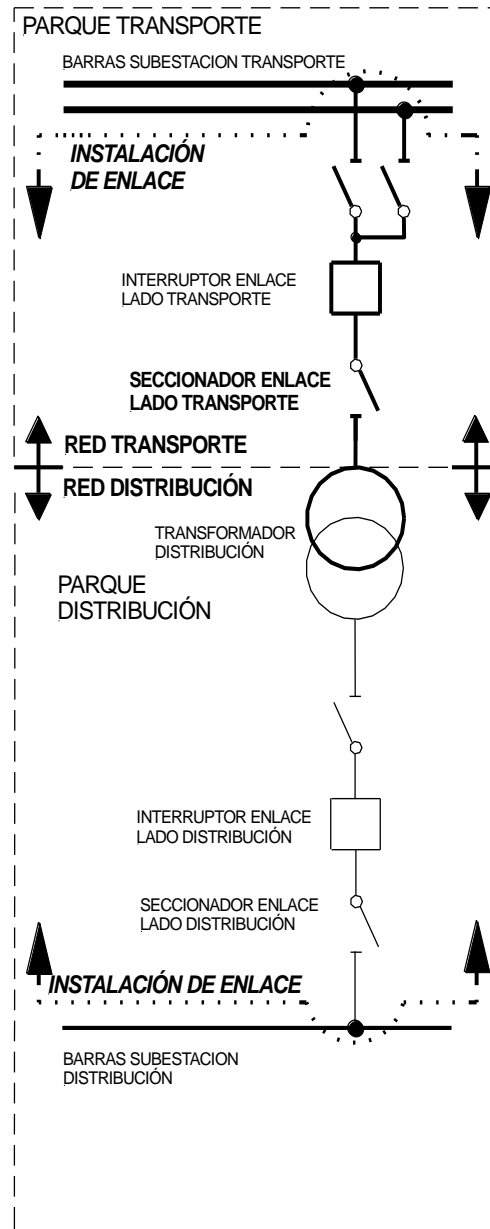 PARQUE TRANSPORTE
BARRAS SUBESTACION TRANSPORTE
INSTALACIÓN
DE ENLACE
INTERRUPTOR ENLACE
LADO TRANSPORTE
SECCIONADOR ENLACE
LADO TRANSPORTE
RED TRANSPORTE
RED DISTRIBUCIÓN
TRANSFORMADOR
DISTRIBUCIÓN
PARQUE
DISTRIBUCIÓN
INTERRUPTOR ENLACE
LADO DISTRIBUCIÓN
SECCIONADOR ENLACE
LADO DISTRIBUCIÓN
INSTALACIÓN DE ENLACE
BARRAS SUBESTACION
DISTRIBUCIÓN